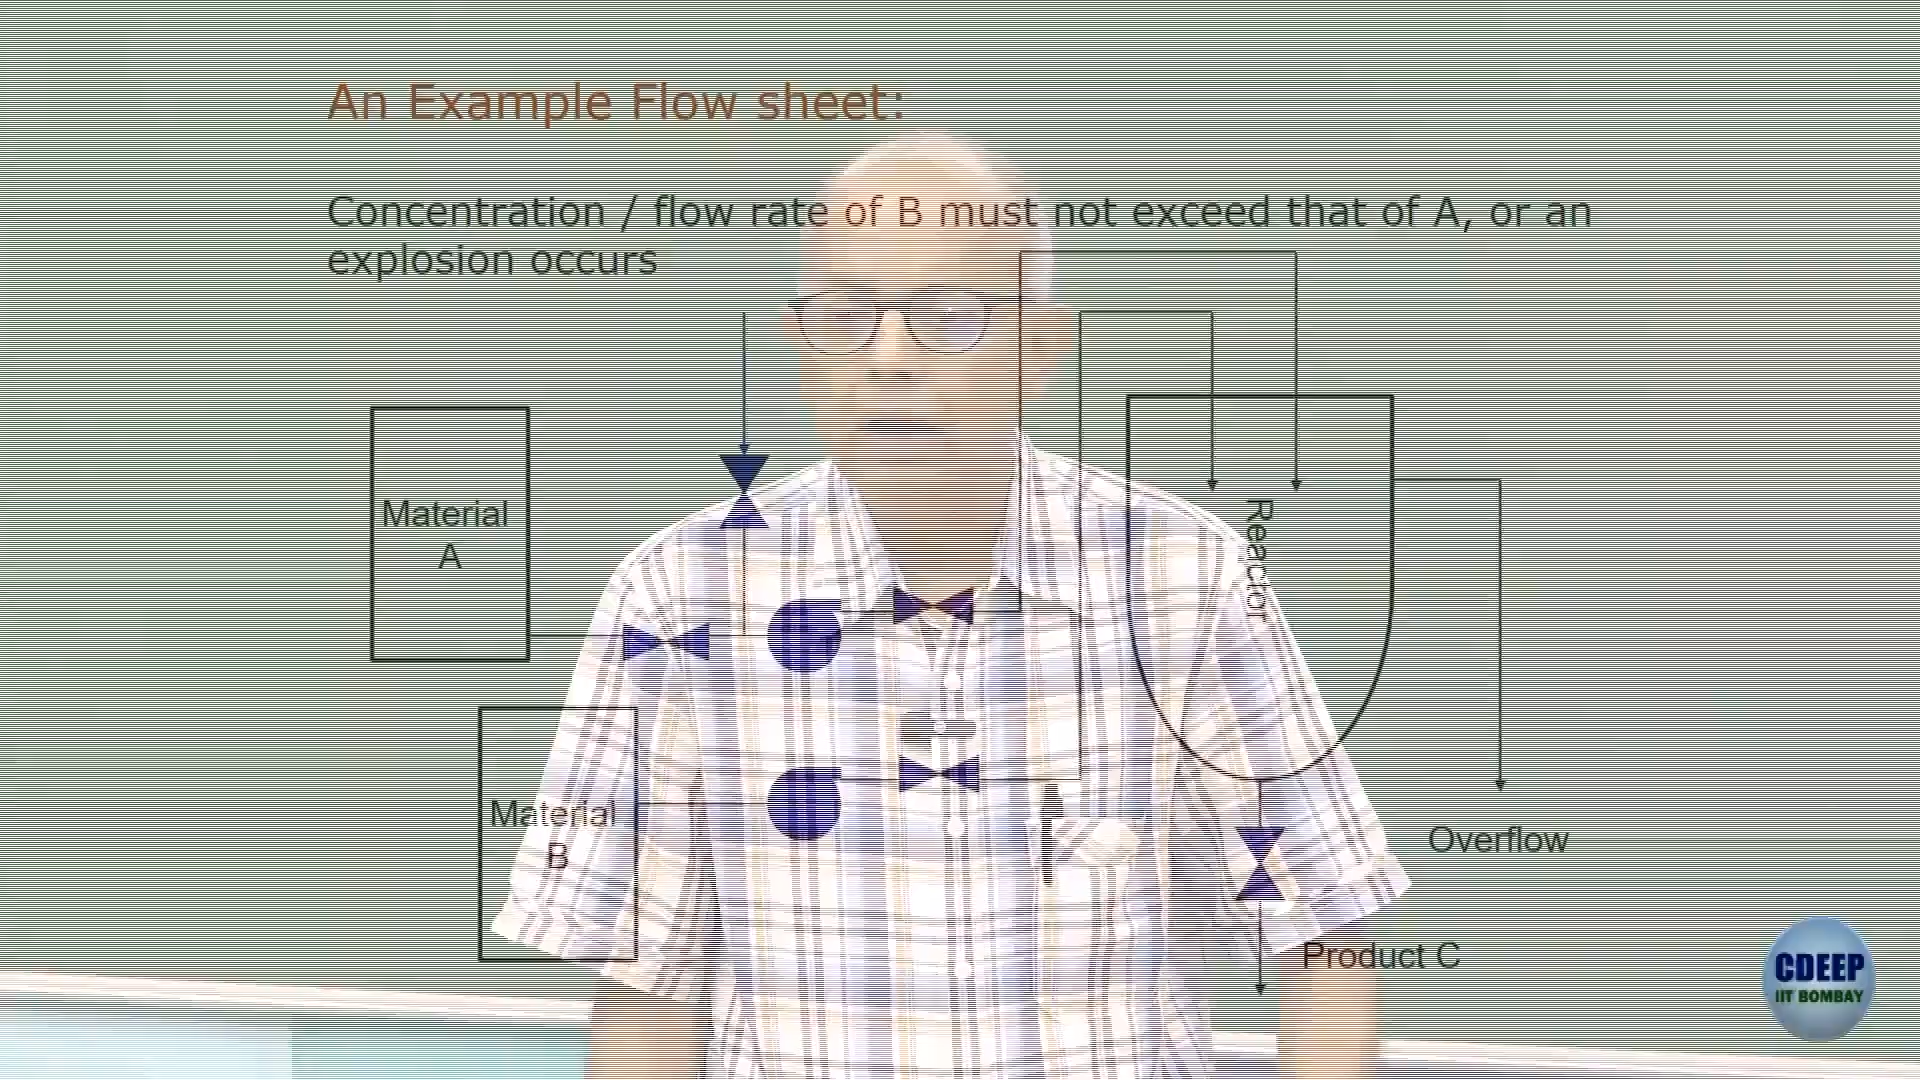 An Example Flow sheet:
Concentration / flow rate of B must not exceed that of A, or an
explosion occurs
Material
A
Reactor
Material
B
Overflow
Product C
CDEEP
IIT BOMBAY